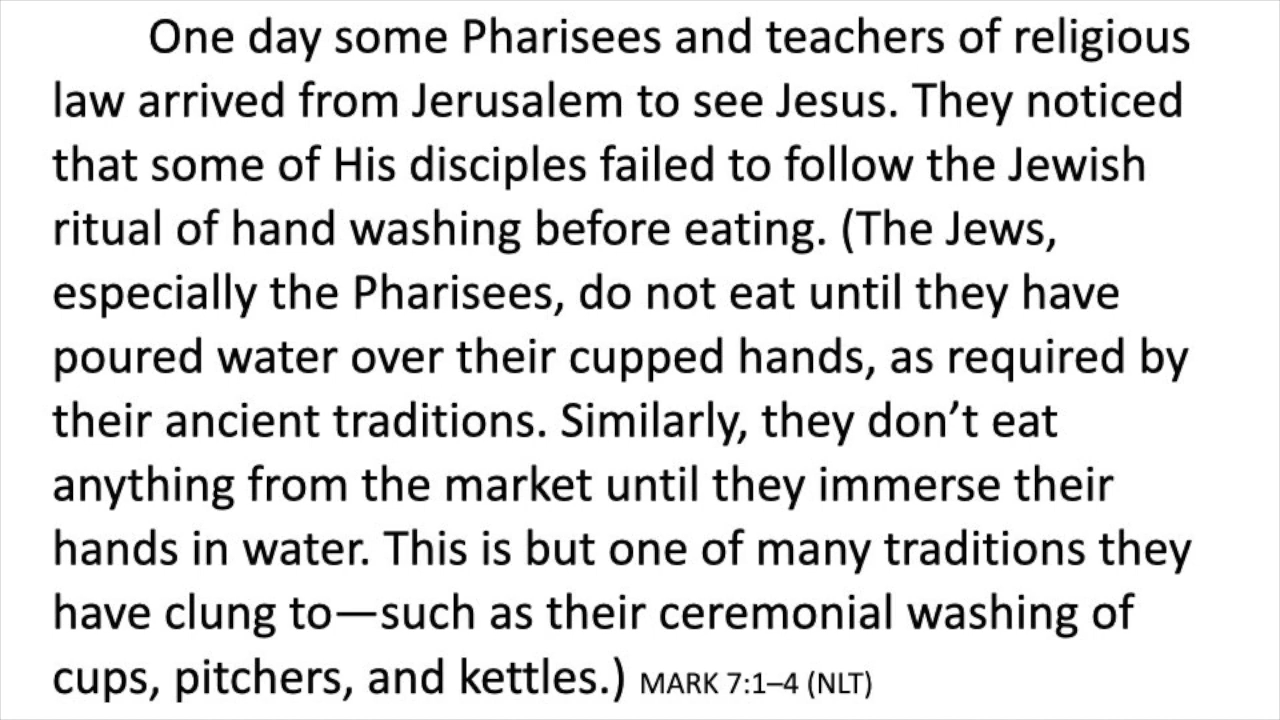 One day some Pharisees and teachers of religious
law arrived from Jerusalem to see Jesus. They noticed
that some of His disciples failed to follow the Jewish
ritual of hand washing before eating. (The Jews,
especially the Pharisees, do not eat until they have
poured water over their cupped hands, as required by
their ancient traditions. Similarly, they don’t eat
anything from the market until they immerse their
hands in water. This is but one of many traditions they
have clung to—such as their ceremonial washing of
cups, pitchers, and kettles.) MARK 7:1–4 (NLT)